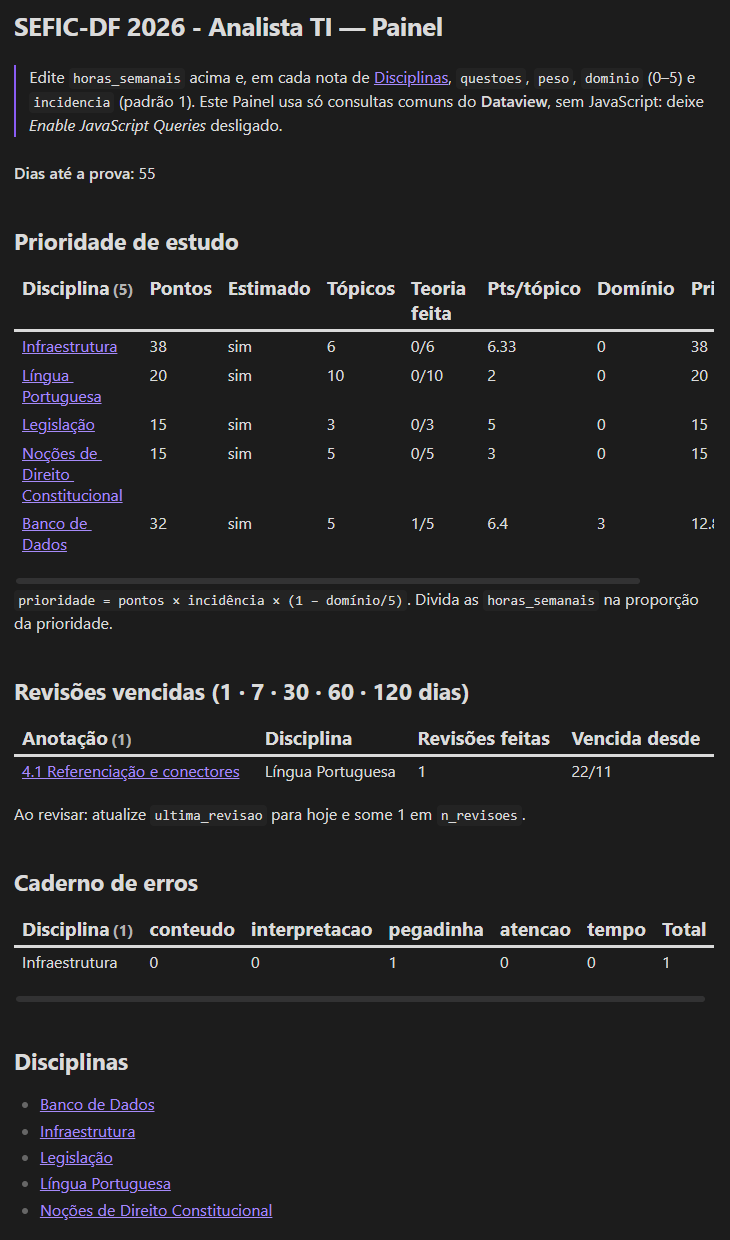 SEFIC-DF 2026 - Analista TI — Painel
Edite horas_semanais acima e, em cada nota de Disciplinas, questoes, peso, dominio (0–5) e
incidencia (padrão 1). Este Painel usa só consultas comuns do Dataview, sem JavaScript: deixe
Enable JavaScript Queries desligado.
Dias até a prova: 55
Prioridade de estudo
Disciplina (5) Pontos Estimado Tópicos Teoria feita Pts/tópico Domínio Pri
Infraestrutura 38 sim 6 0/6 6.33 0 38
Língua Portuguesa 20 sim 10 0/10 2 0 20
Legislação 15 sim 3 0/3 5 0 15
Noções de Direito Constitucional 15 sim 5 0/5 3 0 15
Banco de Dados 32 sim 5 1/5 6.4 3 12.8
prioridade = pontos × incidência × (1 − domínio/5). Divida as horas_semanais na proporção
da prioridade.
Revisões vencidas (1 · 7 · 30 · 60 · 120 dias)
Anotação (1) Disciplina Revisões feitas Vencida desde
4.1 Referenciação e conectores Língua Portuguesa 1 22/11
Ao revisar: atualize ultima_revisao para hoje e some 1 em n_revisoes.
Caderno de erros
Disciplina (1) conteudo interpretacao pegadinha atencao tempo Total
Infraestrutura 0 0 1 0 0 1
Disciplinas
• Banco de Dados
• Infraestrutura
• Legislação
• Língua Portuguesa
• Noções de Direito Constitucional